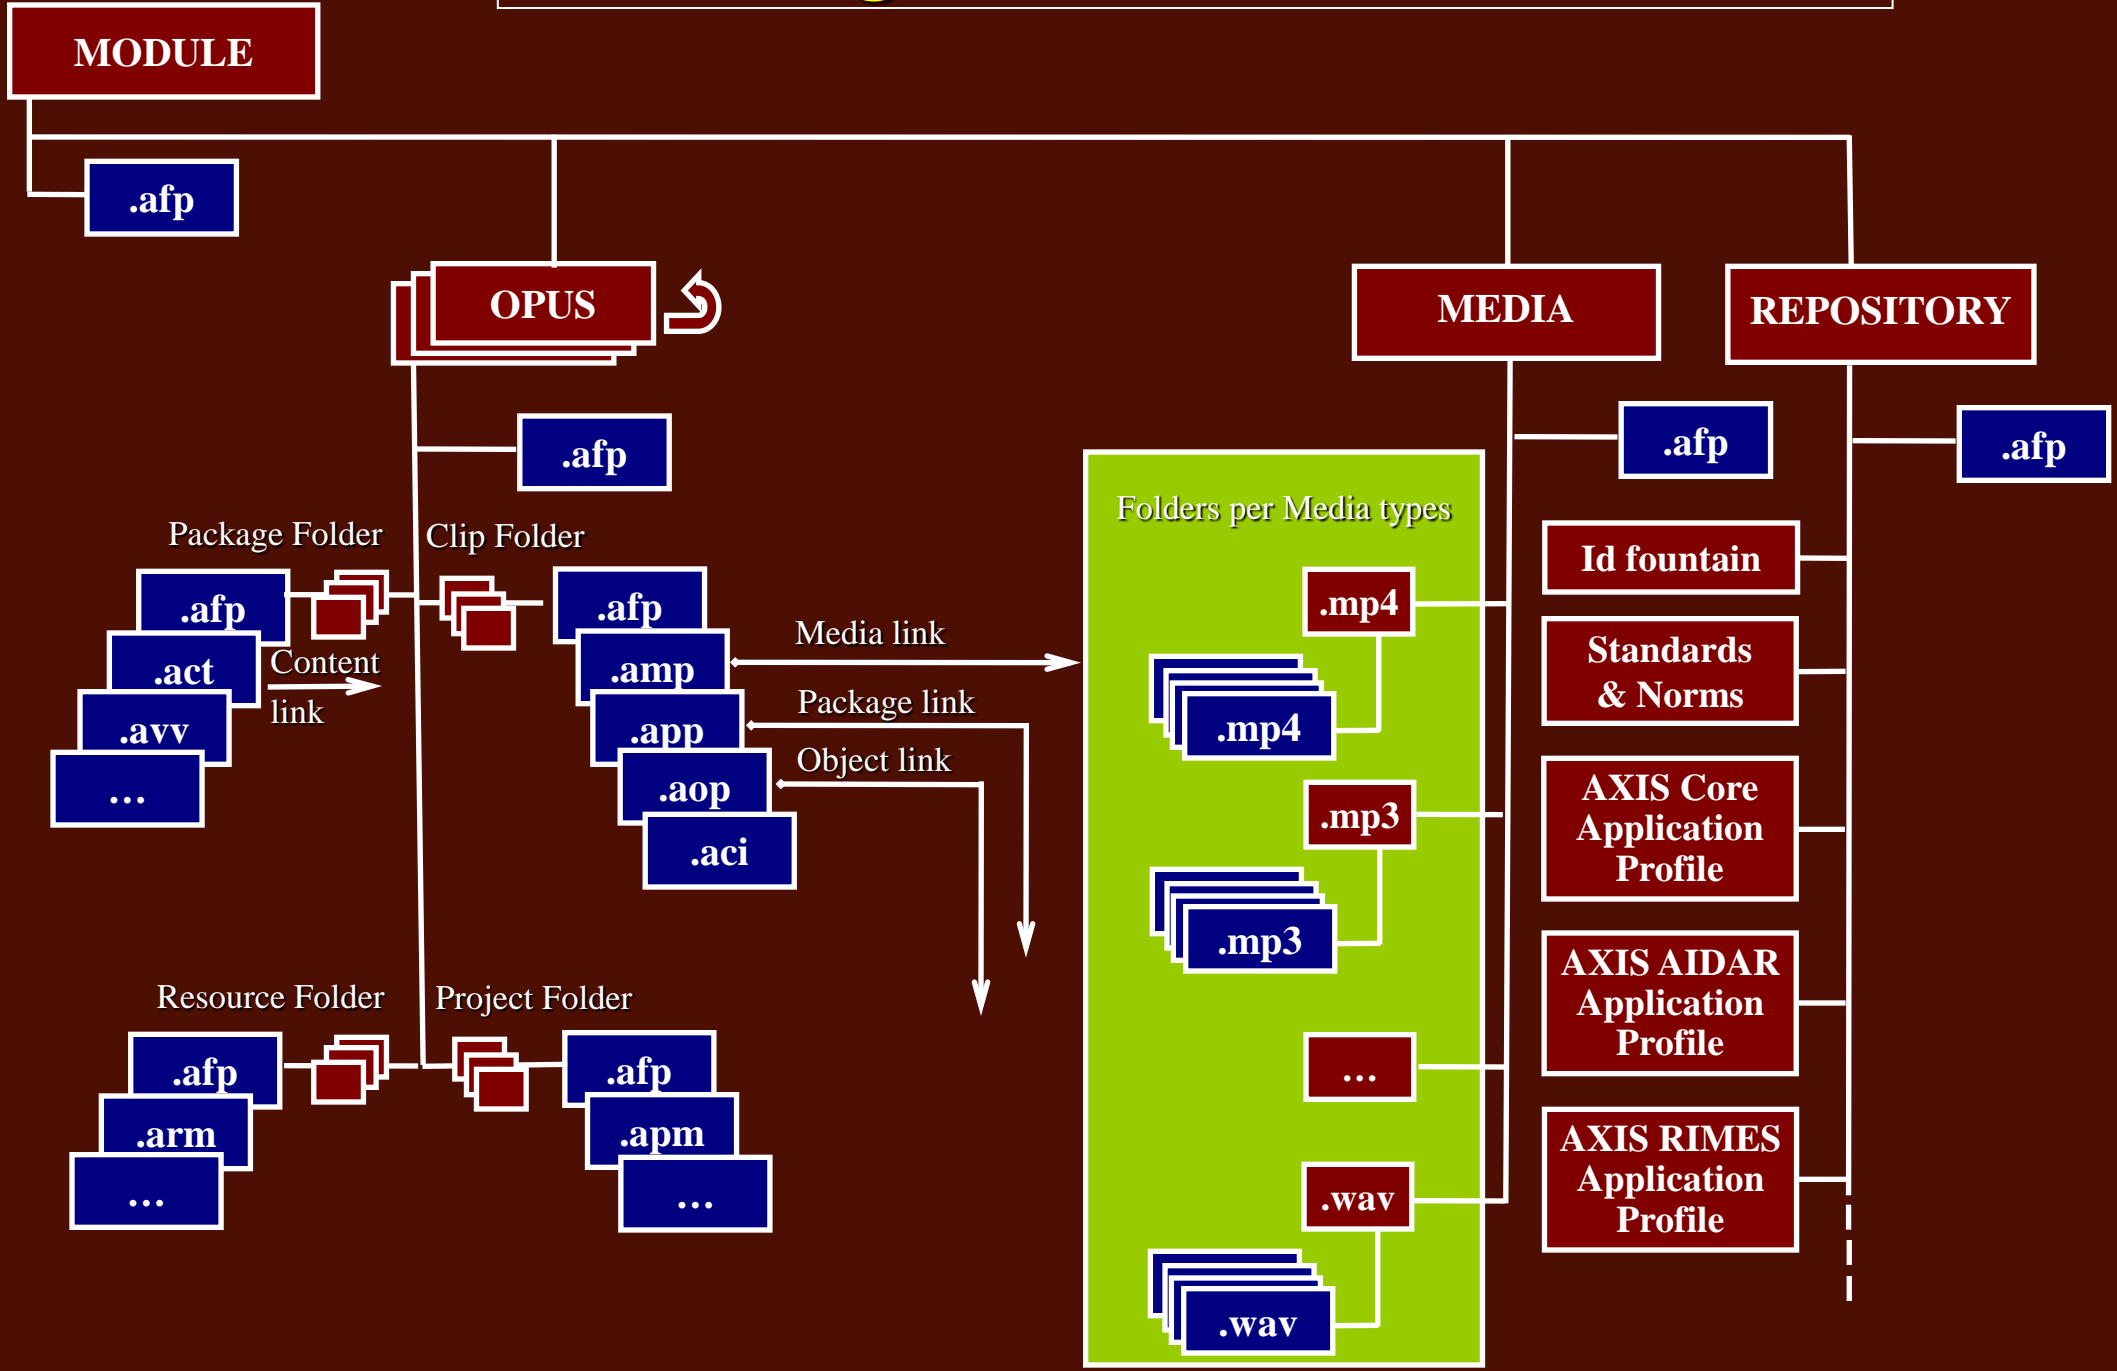 MODULE
.afp
OPUS
MEDIA
REPOSITORY
.afp
.afp
.afp
Package Folder
Clip Folder
.afp
.act
.avv
...
Content
link
.afp
.amp
.app
.aop
.aci
Media link
Package link
Object link
Resource Folder
Project Folder
.afp
.arm
...
.afp
.apm
...
Folders per Media types
.mp4
.mp4
.mp3
.mp3
...
.wav
.wav
Id fountain
Standards
& Norms
AXIS Core
Application
Profile
AXIS AIDAR
Application
Profile
AXIS RIMES
Application
Profile